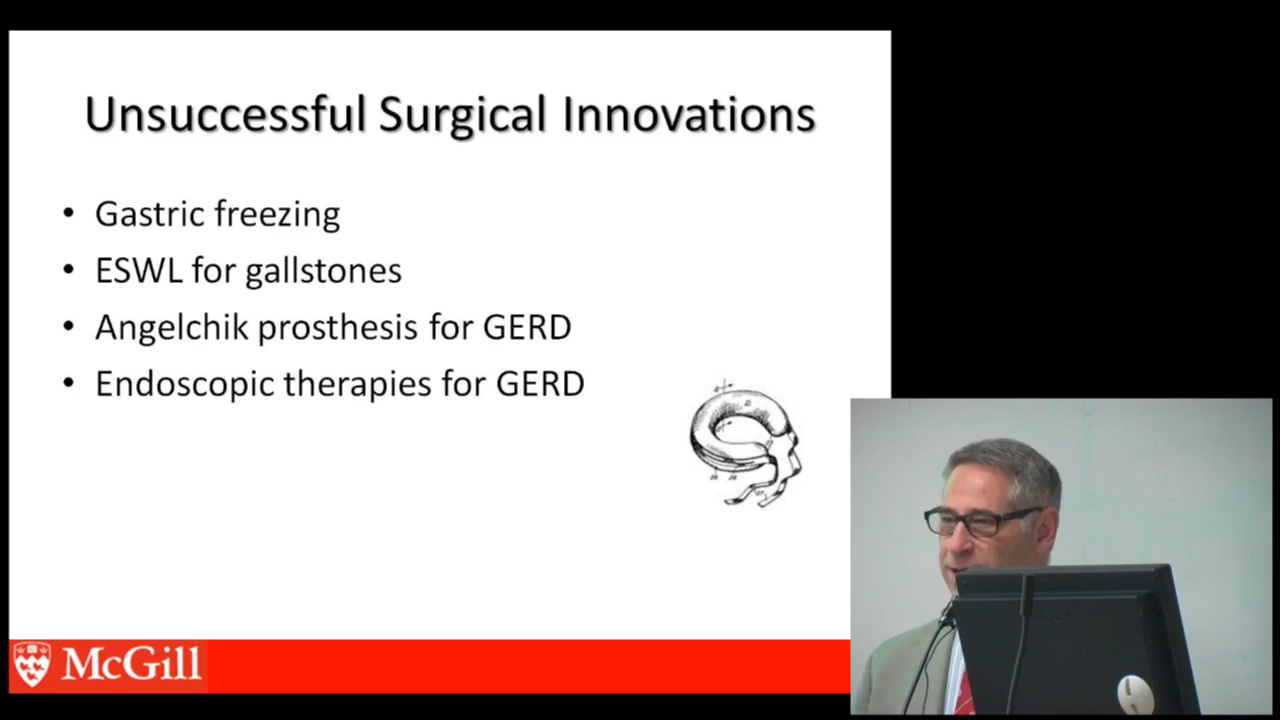 Unsuccessful Surgical Innovations
• Gastric freezing
• ESWL for gallstones
• Angelchik prosthesis for GERD
• Endoscopic therapies for GERD
McGill